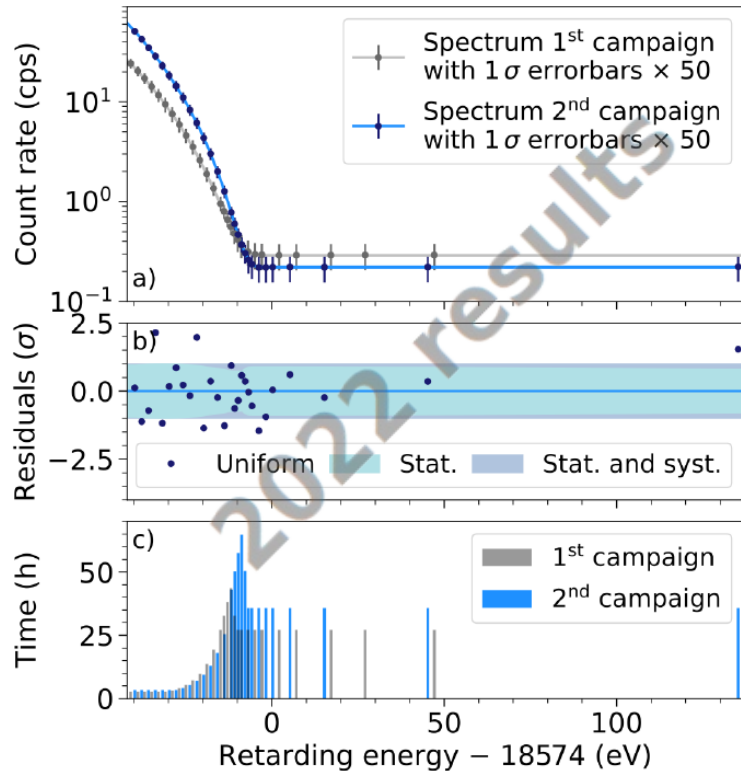 Count rate (cps)
10¹
10⁰
10⁻¹
Spectrum 1ˢᵗ campaign
with 1 σ errorbars × 50
Spectrum 2ⁿᵈ campaign
with 1 σ errorbars × 50
a)
Residuals (σ)
2.5
0.0
−2.5
b)
Uniform
Stat.
Stat. and syst.
Time (h)
50
25
0
c)
1ˢᵗ campaign
2ⁿᵈ campaign
0
50
100
Retarding energy − 18574 (eV)
2022 results